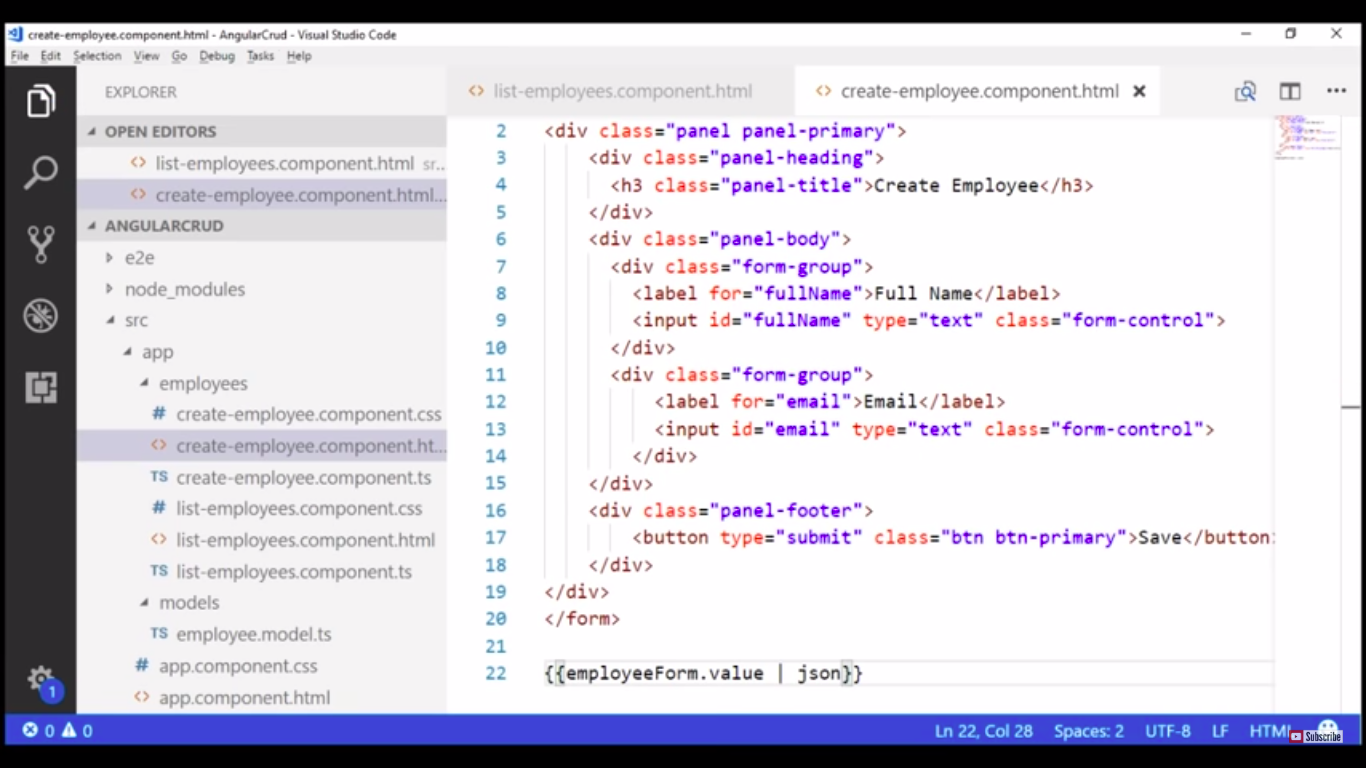 create-employee.component.html - AngularCrud - Visual Studio Code
File Edit Selection View Go Debug Tasks Help
EXPLORER
OPEN EDITORS
list-employees.component.html src...
create-employee.component.html...
ANGULARCRUD
e2e
node_modules
src
app
employees
create-employee.component.css
create-employee.component.ht...
create-employee.component.ts
list-employees.component.css
list-employees.component.html
list-employees.component.ts
models
employee.model.ts
app.component.css
app.component.html
1
list-employees.component.html
create-employee.component.html
2 <div class="panel panel-primary">
3 <div class="panel-heading">
4 <h3 class="panel-title">Create Employee</h3>
5 </div>
6 <div class="panel-body">
7 <div class="form-group">
8 <label for="fullName">Full Name</label>
9 <input id="fullName" type="text" class="form-control">
10 </div>
11 <div class="form-group">
12 <label for="email">Email</label>
13 <input id="email" type="text" class="form-control">
14 </div>
15 </div>
16 <div class="panel-footer">
17 <button type="submit" class="btn btn-primary">Save</button
18 </div>
19 </div>
20 </form>
21
22 {{employeeForm.value | json}}
0 0 Ln 22, Col 28 Spaces: 2 UTF-8 LF HTML
Subscribe